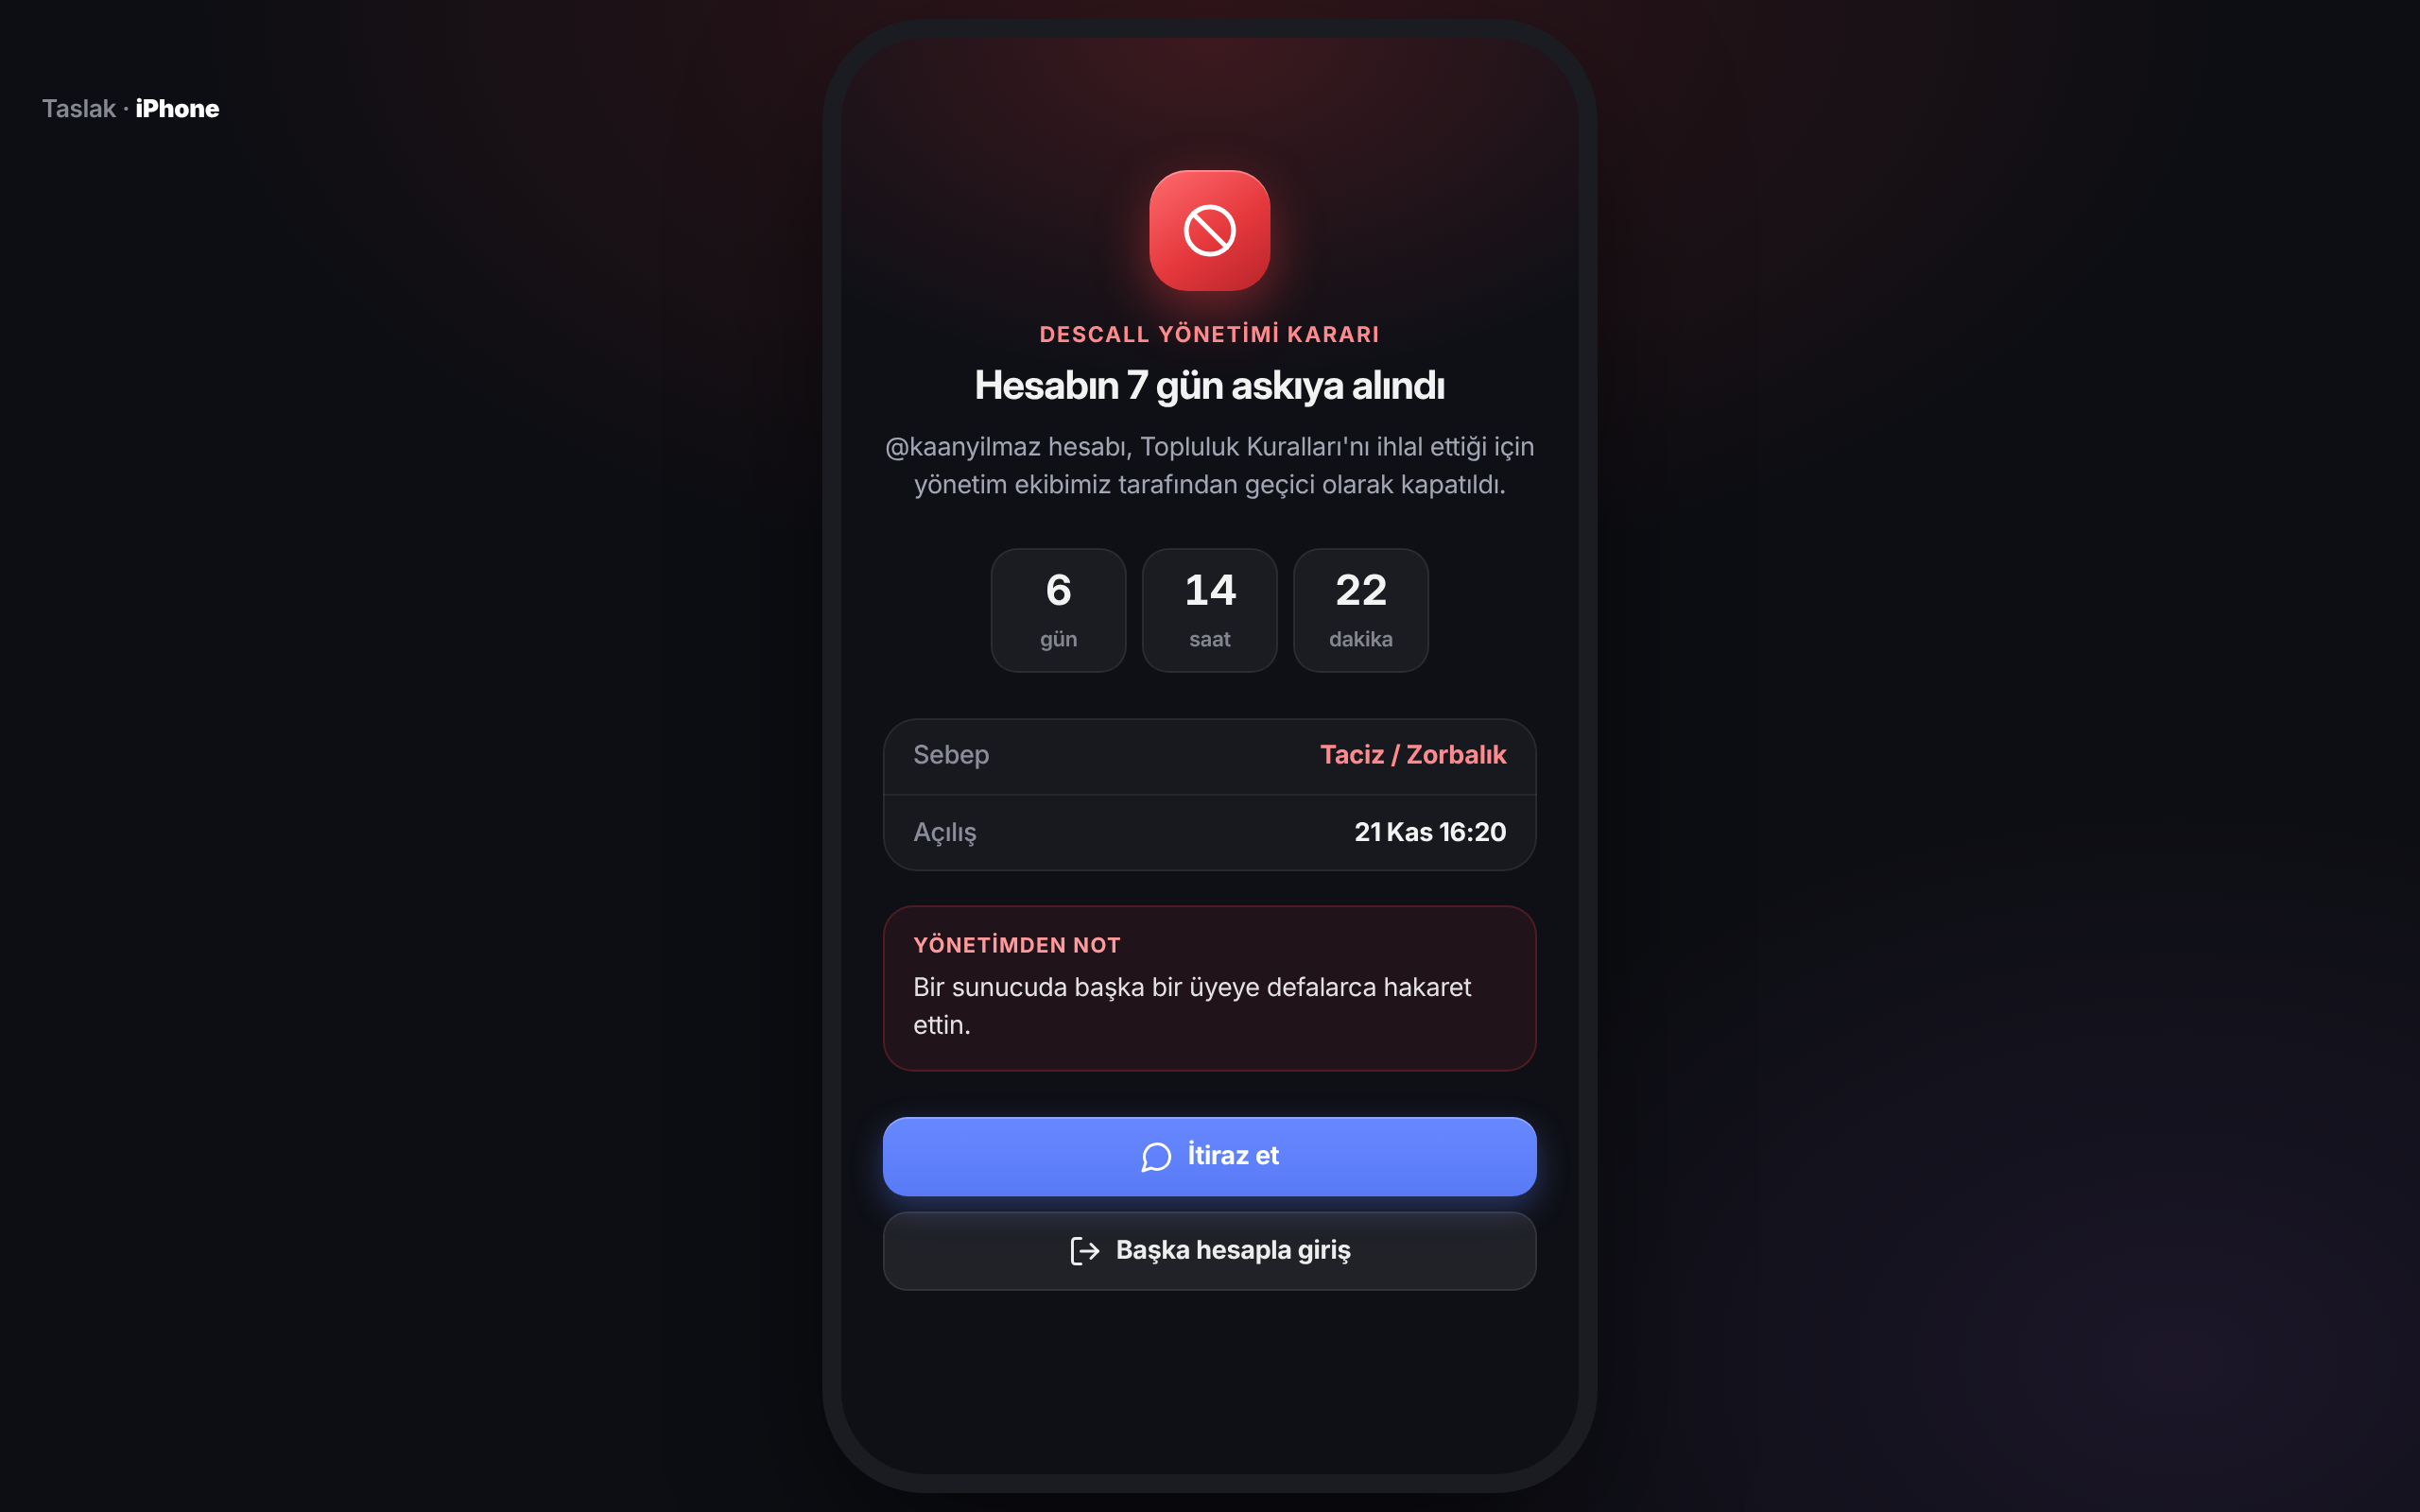 Taslak · iPhone
DESCALL YÖNETİMİ KARARI
Hesabın 7 gün askıya alındı
@kaanyilmaz hesabı, Topluluk Kuralları'nı ihlal ettiği için
yönetim ekibimiz tarafından geçici olarak kapatıldı.
6 14 22
gün saat dakika
Sebep Taciz / Zorbalık
Açılış 21 Kas 16:20
YÖNETİMDEN NOT
Bir sunucuda başka bir üyeye defalarca hakaret
ettin.
İtiraz et
Başka hesapla giriş